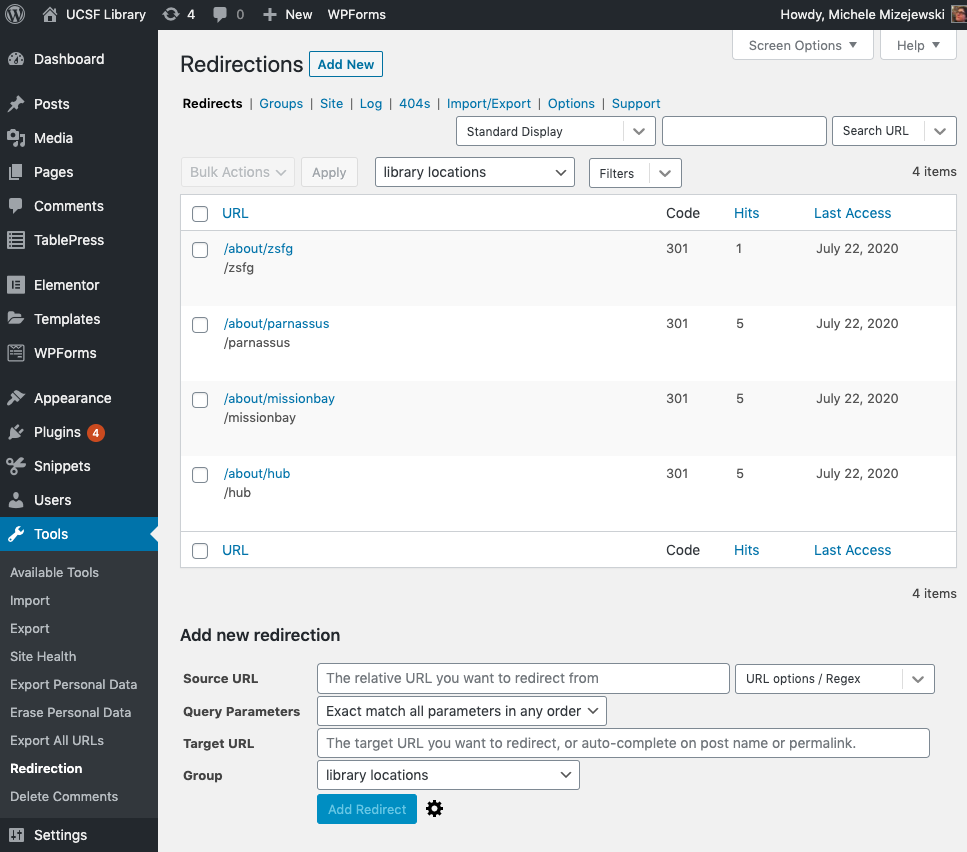 UCSF Library 4 0 New WPForms Howdy, Michele Mizejewski
Screen Options Help
Dashboard
Posts
Media
Pages
Comments
TablePress
Elementor
Templates
WPForms
Appearance
Plugins 4
Snippets
Users
Tools
Available Tools
Import
Export
Site Health
Export Personal Data
Erase Personal Data
Export All URLs
Redirection
Delete Comments
Settings
Redirections Add New
Redirects | Groups | Site | Log | 404s | Import/Export | Options | Support
Standard Display Search URL
Bulk Actions Apply library locations Filters 4 items
URL Code Hits Last Access
/about/zsfg 301 1 July 22, 2020
/zsfg
/about/parnassus 301 5 July 22, 2020
/parnassus
/about/missionbay 301 5 July 22, 2020
/missionbay
/about/hub 301 5 July 22, 2020
/hub
URL Code Hits Last Access
4 items
Add new redirection
Source URL The relative URL you want to redirect from URL options / Regex
Query Parameters Exact match all parameters in any order
Target URL The target URL you want to redirect, or auto-complete on post name or permalink.
Group library locations
Add Redirect